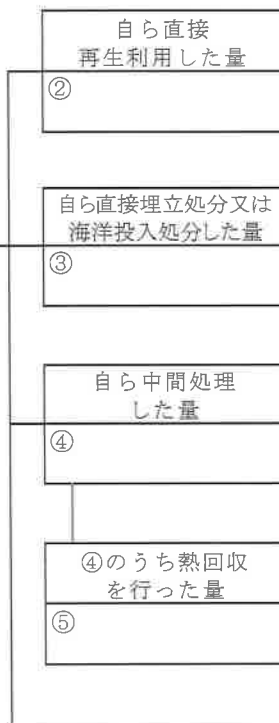 自ら直接
再生利用した量
②
自ら直接埋立処分又は
海洋投入処分した量
③
自ら中間処理
した量
④
④のうち熱回収
を行った量
⑤